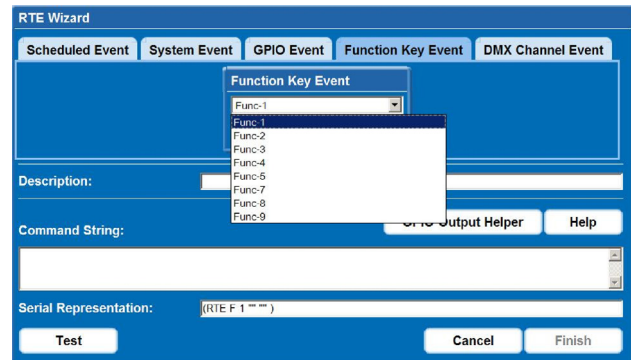 RTE Wizard
Scheduled Event System Event GPIO Event Function Key Event DMX Channel Event
Function Key Event
Func-1
Func-1
Func-2
Func-3
Func-4
Func-5
Func-7
Func-8
Func-9
Description:
GPIO Output Helper Help
Command String:
Serial Representation: (RTE F 1 "" "" )
Test Cancel Finish